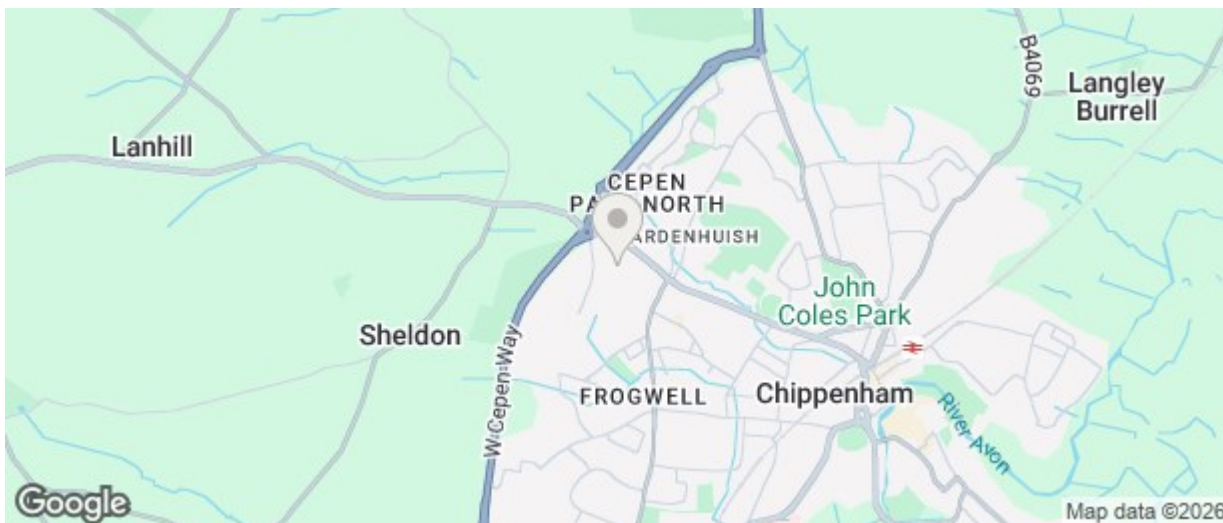 B4069
Langley
Burrell
Lanhill
CEPEN
PA
NORTH
ARDENHUISH
John
Coles Park
Sheldon
W Cepen Way
FROGWELL
Chippenham
River Avon
Google
Map data ©2026